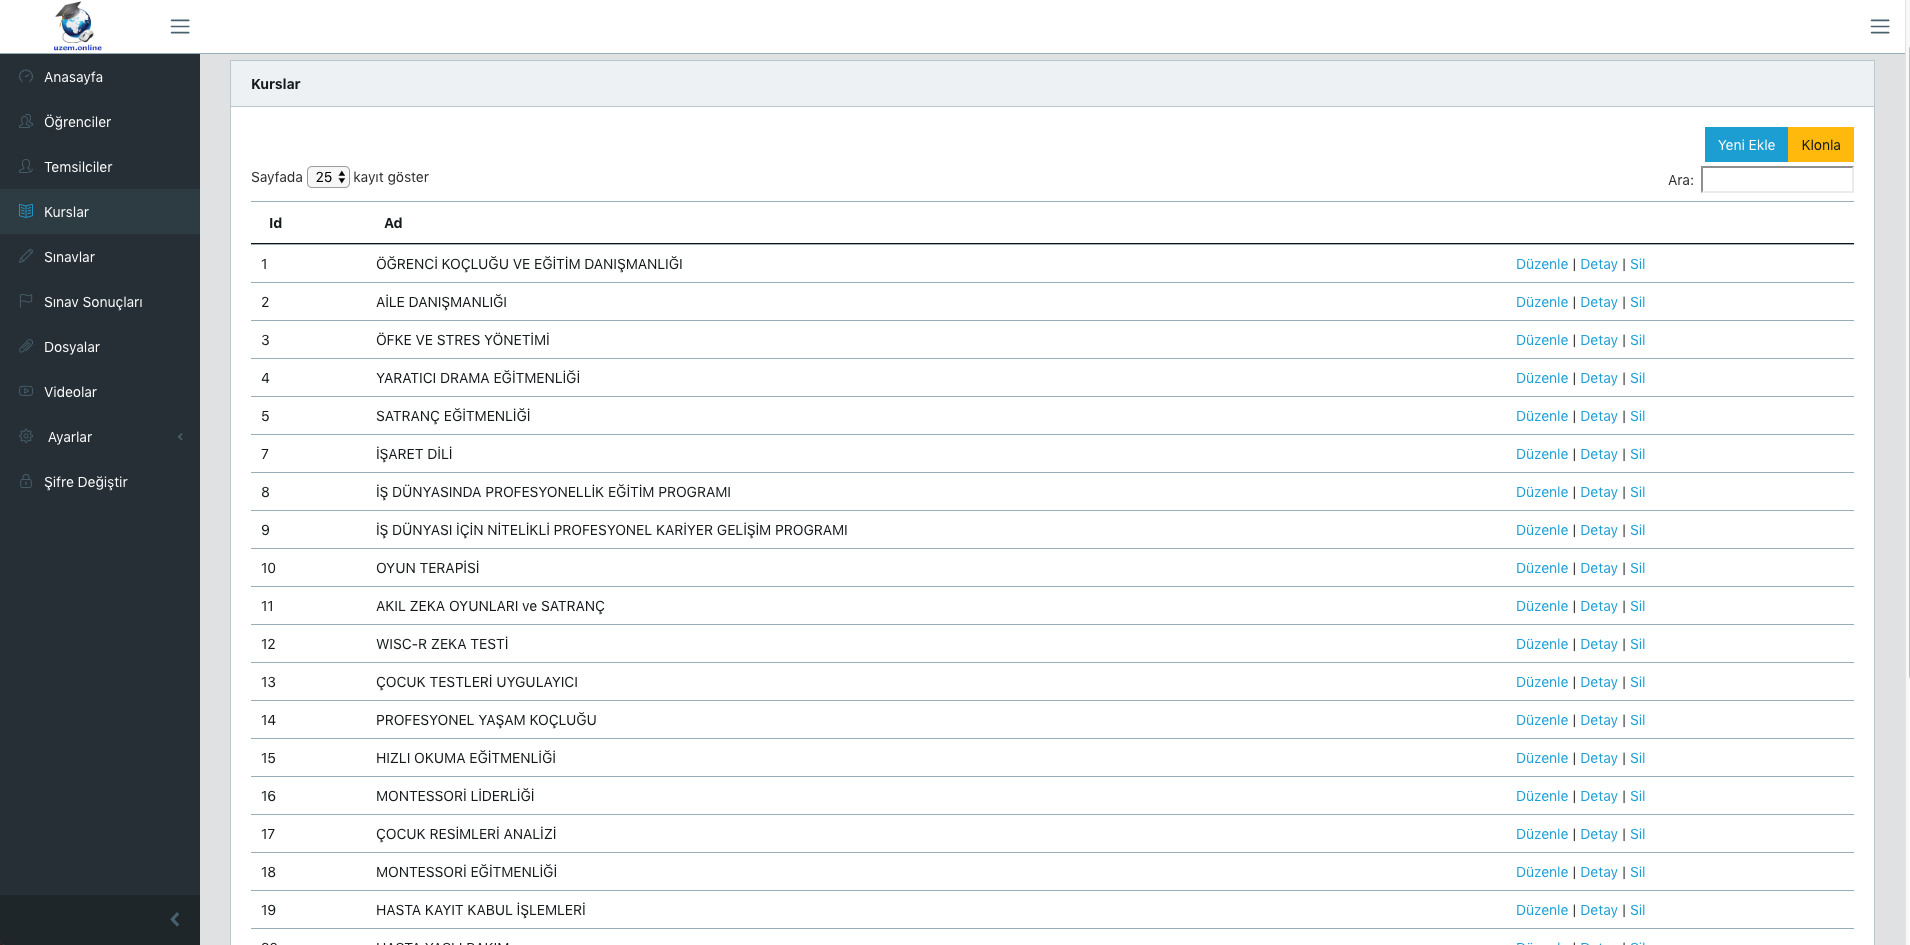 uzem.online
Anasayfa
Öğrenciler
Temsilciler
Kurslar
Sınavlar
Sınav Sonuçları
Dosyalar
Videolar
Ayarlar
Şifre Değiştir
Kurslar
Yeni Ekle Klonla
Sayfada 25 kayıt göster Ara:
Id Ad
1 ÖĞRENCİ KOÇLUĞU VE EĞİTİM DANIŞMANLIĞI Düzenle | Detay | Sil
2 AİLE DANIŞMANLIĞI Düzenle | Detay | Sil
3 ÖFKE VE STRES YÖNETİMİ Düzenle | Detay | Sil
4 YARATICI DRAMA EĞİTMENLİĞİ Düzenle | Detay | Sil
5 SATRANÇ EĞİTMENLİĞİ Düzenle | Detay | Sil
7 İŞARET DİLİ Düzenle | Detay | Sil
8 İŞ DÜNYASINDA PROFESYONELLİK EĞİTİM PROGRAMI Düzenle | Detay | Sil
9 İŞ DÜNYASI İÇİN NİTELİKLİ PROFESYONEL KARİYER GELİŞİM PROGRAMI Düzenle | Detay | Sil
10 OYUN TERAPİSİ Düzenle | Detay | Sil
11 AKIL ZEKA OYUNLARI ve SATRANÇ Düzenle | Detay | Sil
12 WISC-R ZEKA TESTİ Düzenle | Detay | Sil
13 ÇOCUK TESTLERİ UYGULAYICI Düzenle | Detay | Sil
14 PROFESYONEL YAŞAM KOÇLUĞU Düzenle | Detay | Sil
15 HIZLI OKUMA EĞİTMENLİĞİ Düzenle | Detay | Sil
16 MONTESSORİ LİDERLİĞİ Düzenle | Detay | Sil
17 ÇOCUK RESİMLERİ ANALİZİ Düzenle | Detay | Sil
18 MONTESSORİ EĞİTMENLİĞİ Düzenle | Detay | Sil
19 HASTA KAYIT KABUL İŞLEMLERİ Düzenle | Detay | Sil